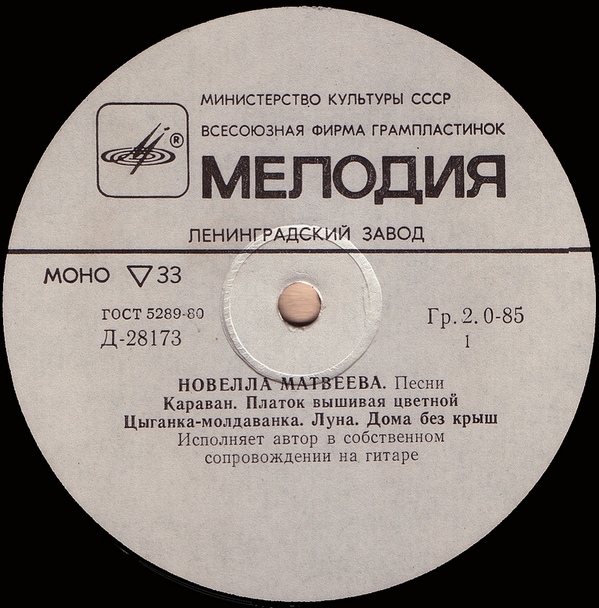 МИНИСТЕРСТВО КУЛЬТУРЫ СССР
ВСЕСОЮЗНАЯ ФИРМА ГРАМПЛАСТИНОК
®
МЕЛОДИЯ
ЛЕНИНГРАДСКИЙ ЗАВОД
МОНО ▽ 33
ГОСТ 5289-80
Д-28173
Гр. 2. 0-85
1
НОВЕЛЛА МАТВЕЕВА. Песни
Караван. Платок вышивая цветной
Цыганка-молдаванка. Луна. Дома без крыш
Исполняет автор в собственном
сопровождении на гитаре